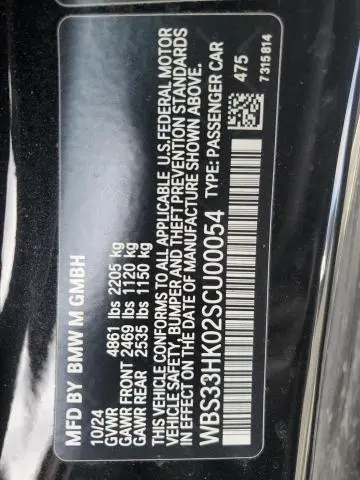 MFD BY BMW M GMBH
10/24
GVWR 4861 lbs 2205 kg
GAWR FRONT 2469 lbs 1120 kg
GAWR REAR 2535 lbs 1150 kg
THIS VEHICLE CONFORMS TO ALL APPLICABLE U.S. FEDERAL MOTOR
VEHICLE SAFETY, BUMPER AND THEFT PREVENTION STANDARDS
IN EFFECT ON THE DATE OF MANUFACTURE SHOWN ABOVE.
WBS33HK02SCU00054 TYPE: PASSENGER CAR
475
7315814